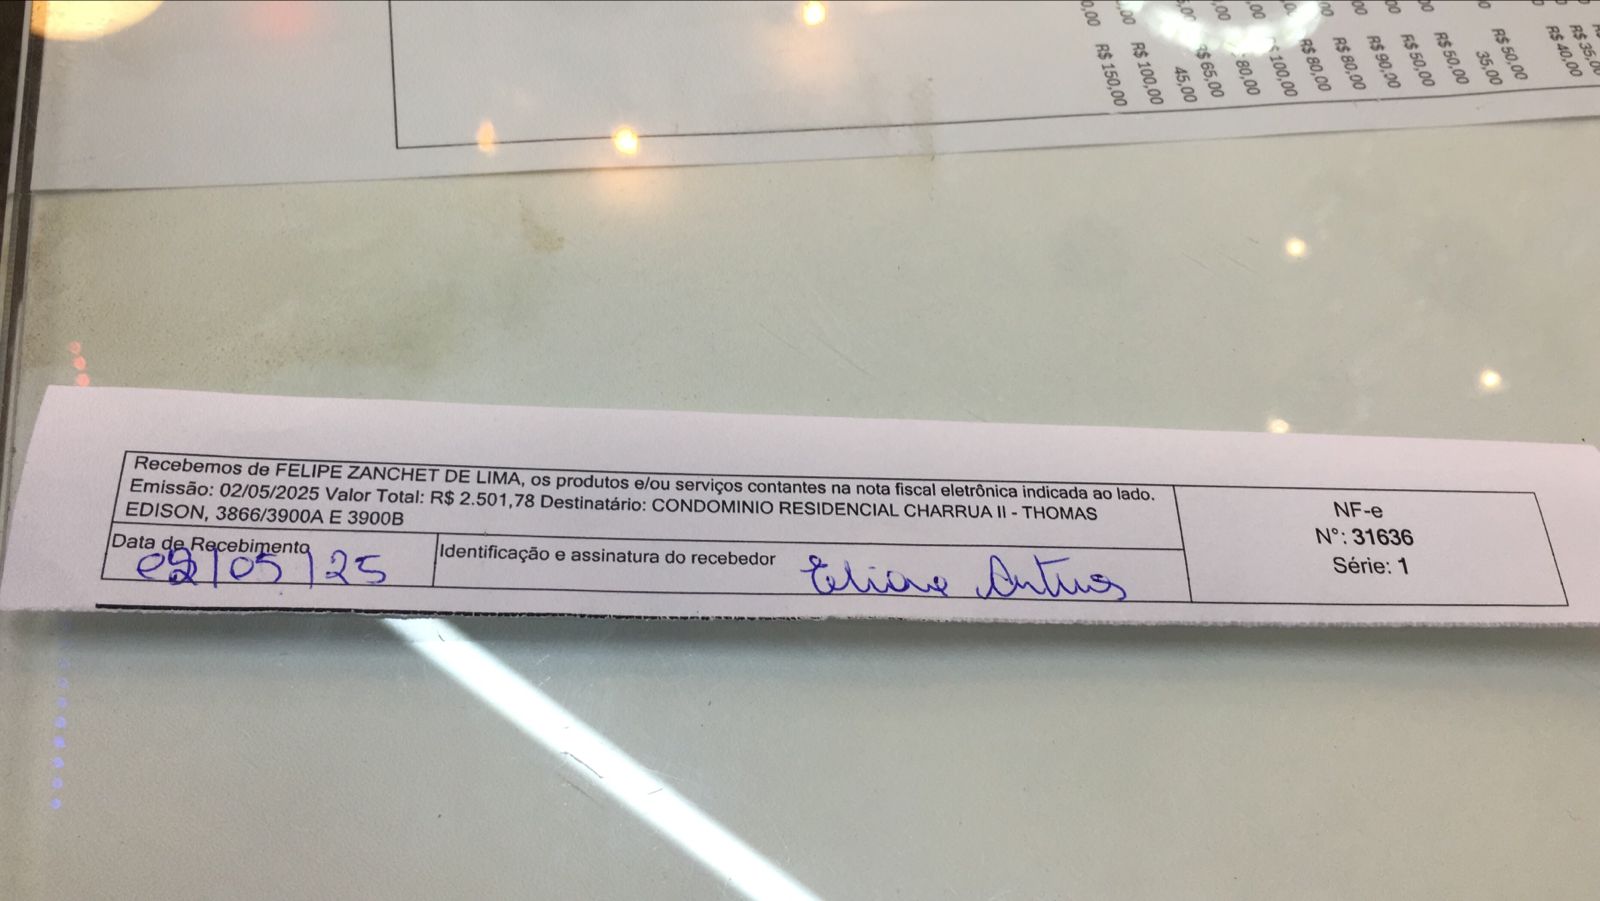 R$ 150,00
R$ 100,00
45,00
R$ 65,00
80,00
100,00
R$ 80,00
R$ 80,00
R$ 90,00
R$ 50,00
R$ 50,00
35,00
R$ 50,00
R$ 40,00
R$ 35,00
Recebemos de FELIPE ZANCHET DE LIMA, os produtos e/ou serviços contantes na nota fiscal eletrônica indicada ao lado.
Emissão: 02/05/2025 Valor Total: R$ 2.501,78 Destinatário: CONDOMINIO RESIDENCIAL CHARRUA II - THOMAS
EDISON, 3866/3900A E 3900B
NF-e
N°: 31636
Série: 1
Data de Recebimento
02/05/25
Identificação e assinatura do recebedor
Eliane